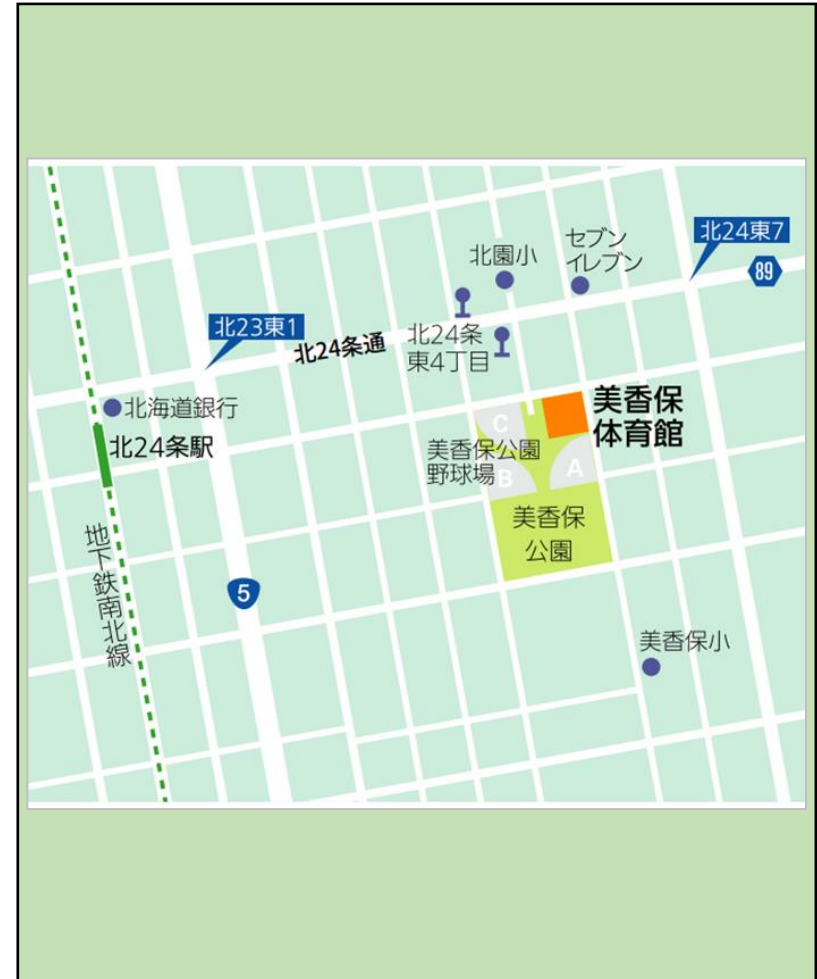 北24東7
89
セブン
イレブン
北園小
北23東1
北24条通
北24条
東4丁目
北海道銀行
北24条駅
美香保
体育館
C
美香保公園
野球場
B
A
美香保
公園
地下鉄南北線
5
美香保小